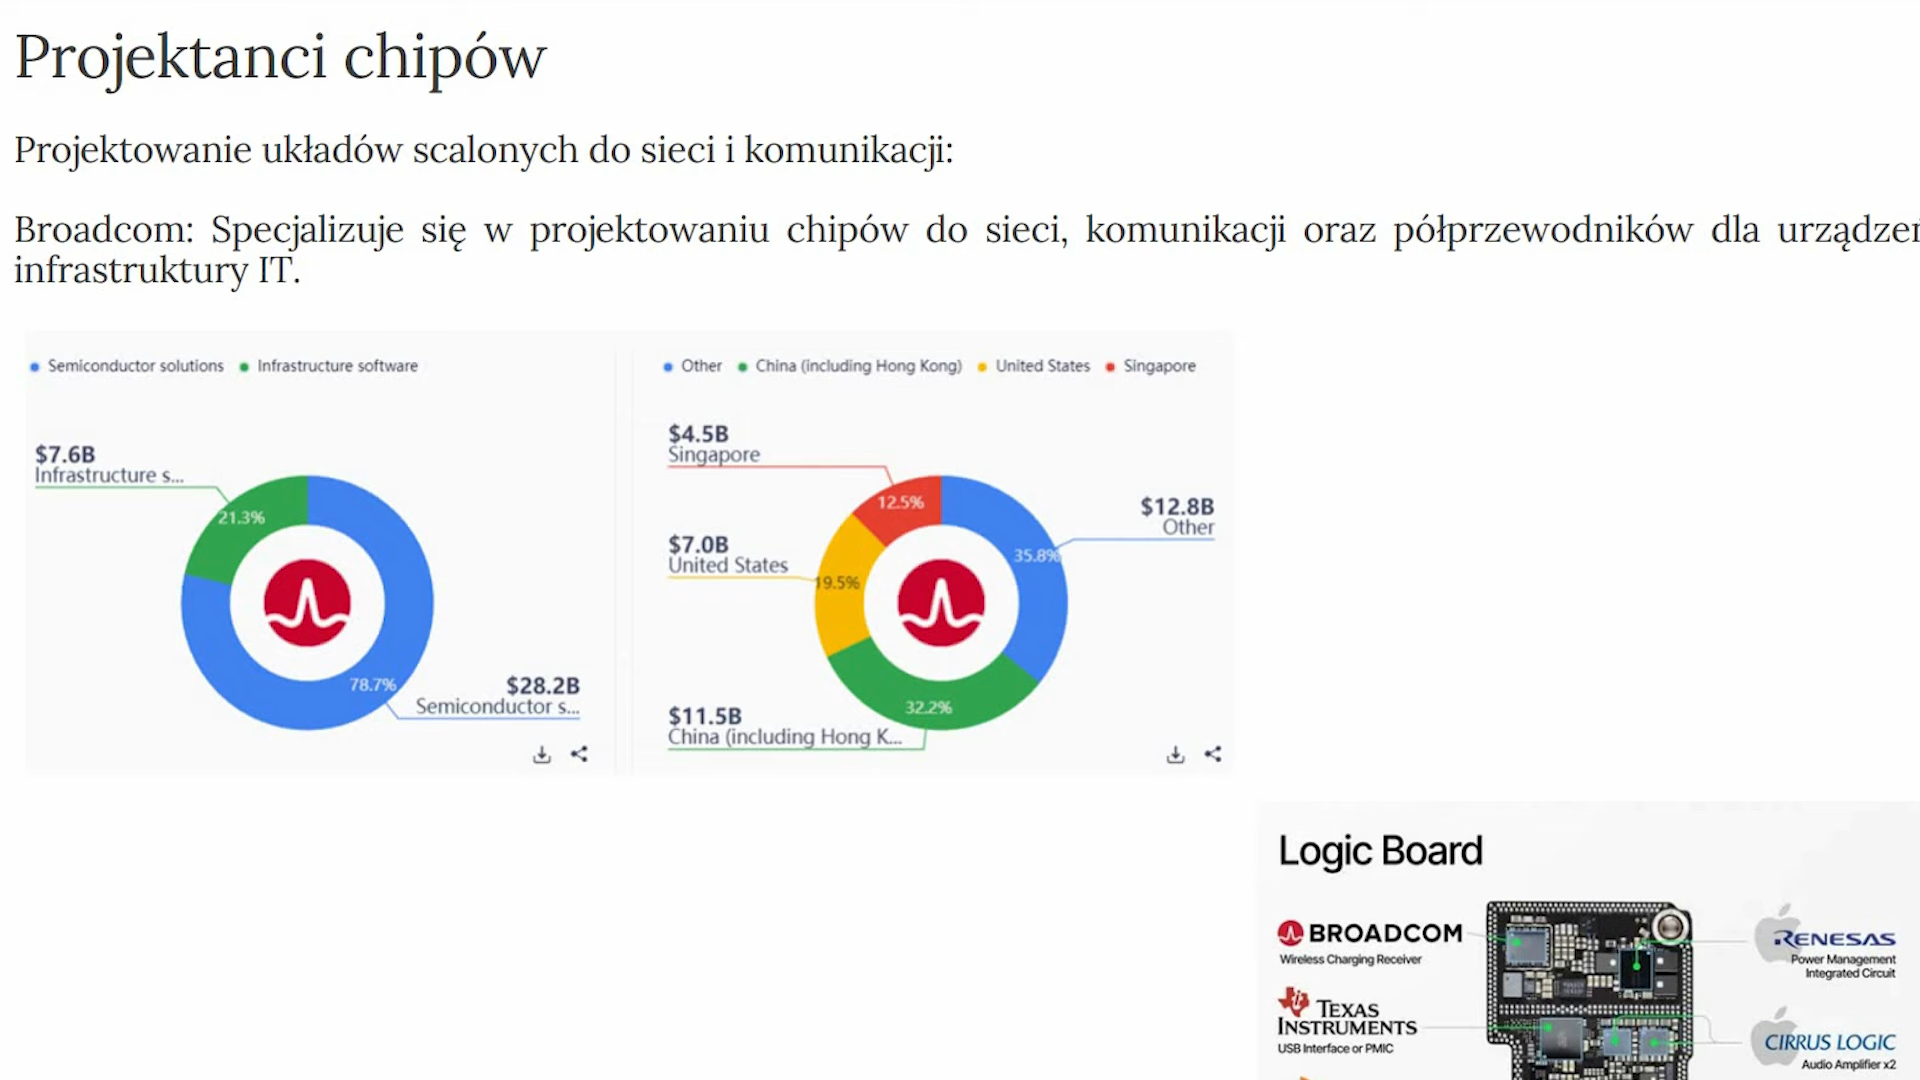 Projektanci chipów
Projektowanie układów scalonych do sieci i komunikacji:
Broadcom: Specjalizuje się w projektowaniu chipów do sieci, komunikacji oraz półprzewodników dla urządzeń
infrastruktury IT.
Semiconductor solutions
Infrastructure software
$7.6B
Infrastructure s...
21.3%
78.7%
$28.2B
Semiconductor s...
Other
China (including Hong Kong)
United States
Singapore
$4.5B
Singapore
12.5%
$12.8B
Other
35.8%
$7.0B
United States
19.5%
32.2%
$11.5B
China (including Hong K...
Logic Board
BROADCOM
Wireless Charging Receiver
RENESAS
Power Management
Integrated Circuit
TEXAS
INSTRUMENTS
USB Interface or PMIC
CIRRUS LOGIC
Audio Amplifier x2